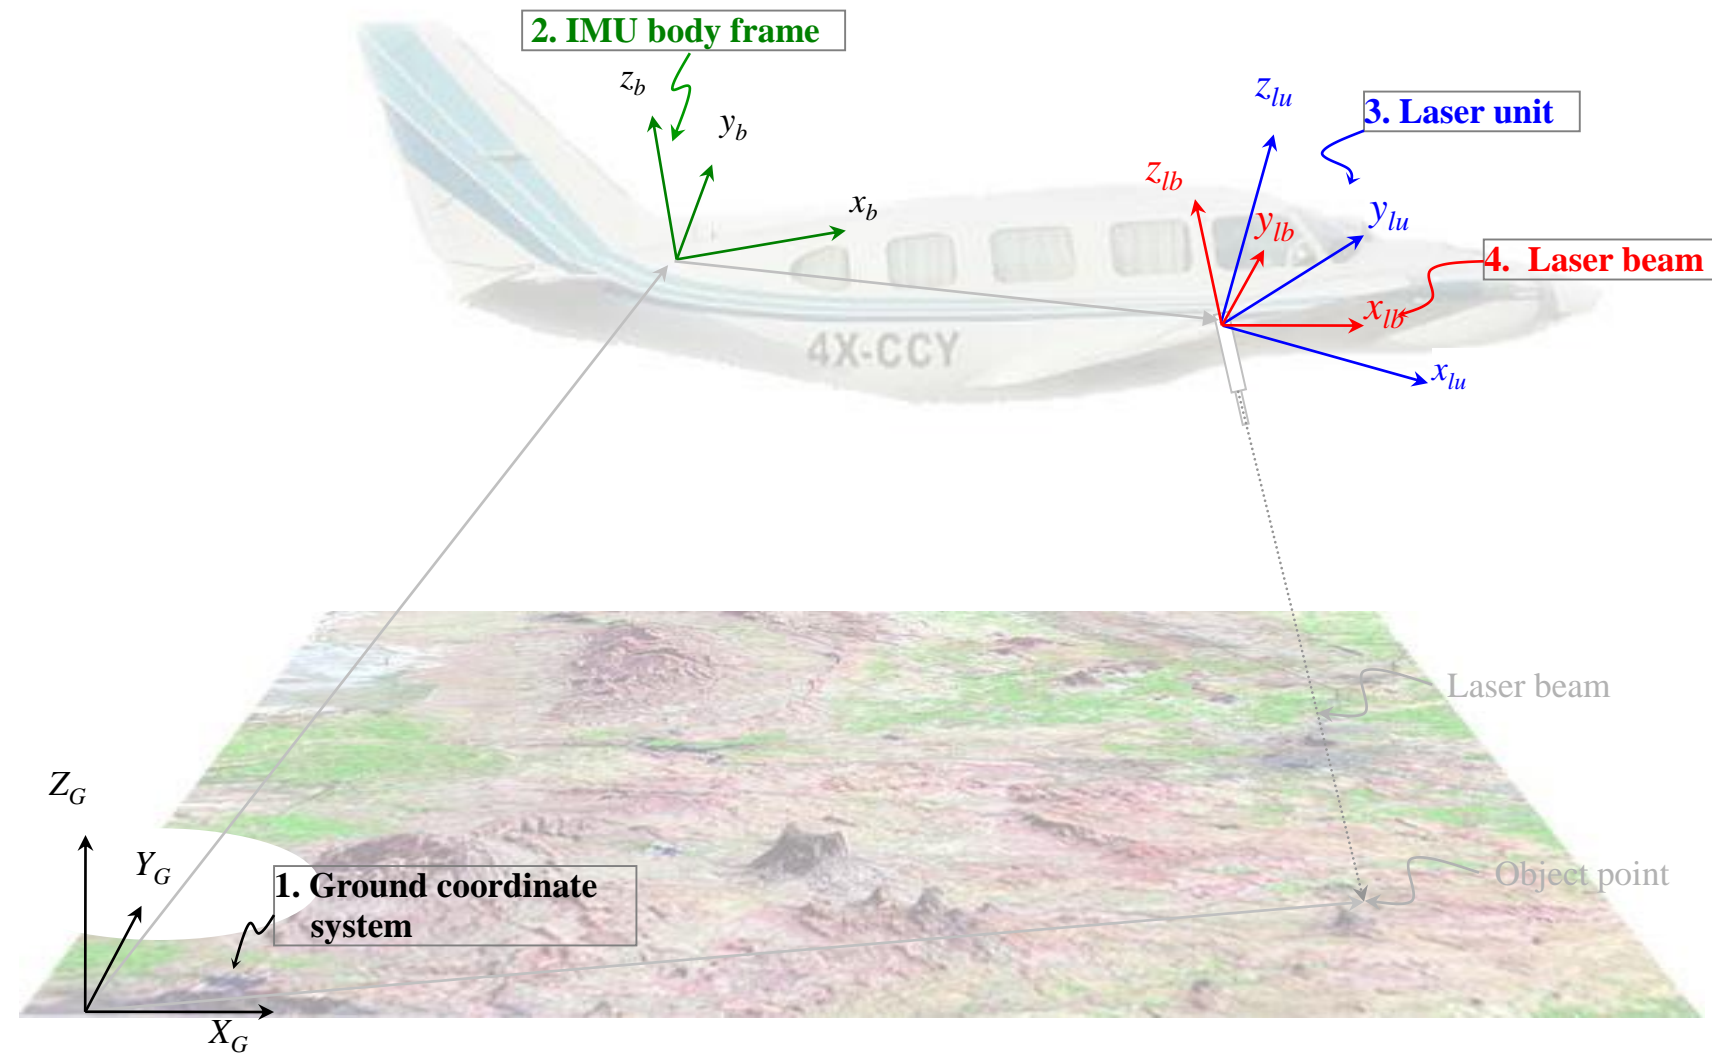 2. IMU body frame
z_b
y_b
x_b
z_lu
3. Laser unit
z_lb
y_lb
y_lu
4. Laser beam
x_lb
x_lu
4X-CCY
Laser beam
Object point
Z_G
Y_G
1. Ground coordinate
system
X_G